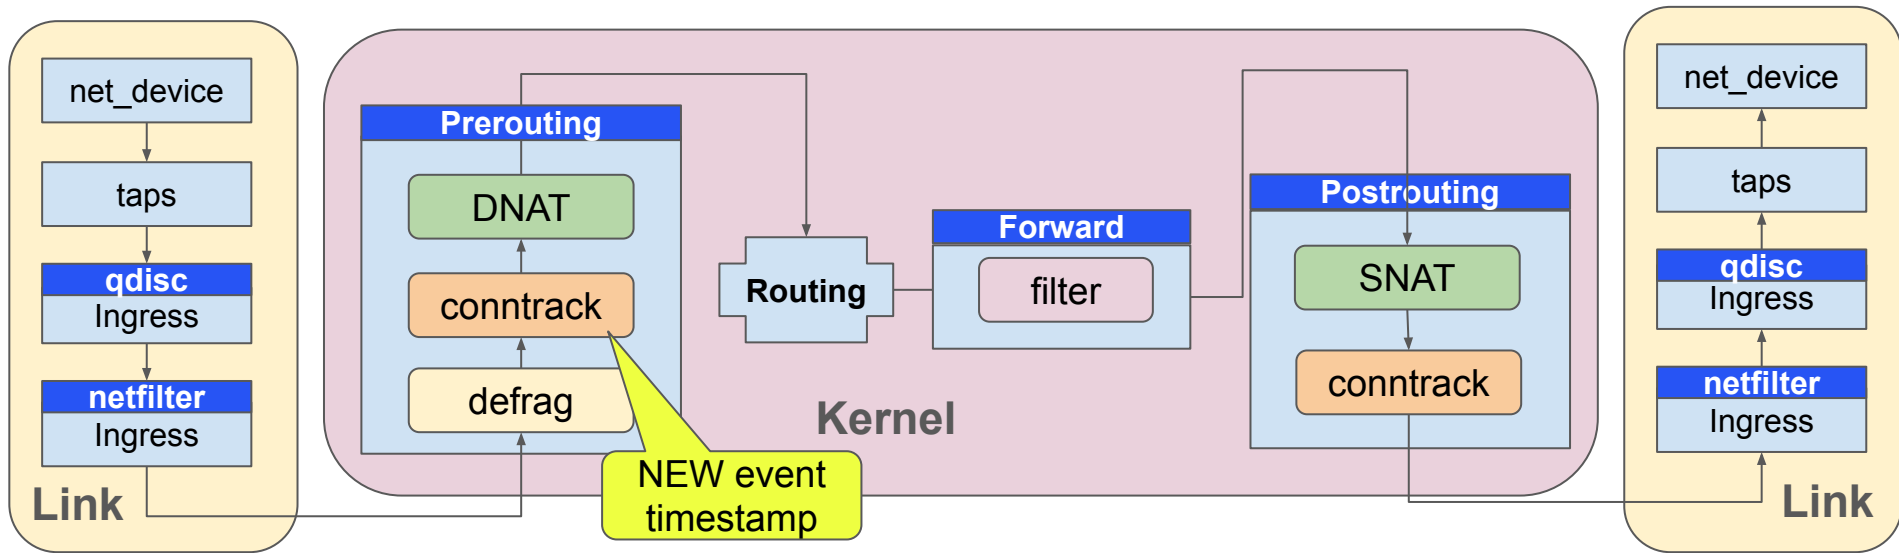 net_device
taps
qdisc
Ingress
netfilter
Ingress
Link
Prerouting
DNAT
conntrack
defrag
NEW event
timestamp
Kernel
Routing
Forward
filter
Postrouting
SNAT
conntrack
net_device
taps
qdisc
Ingress
netfilter
Ingress
Link